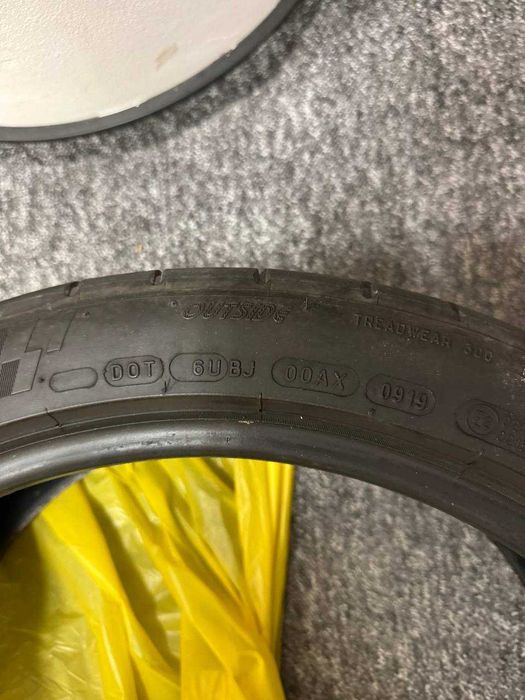 OUTSIDE
TREADWEAR 300
DOT 6UBJ 00AX 0919